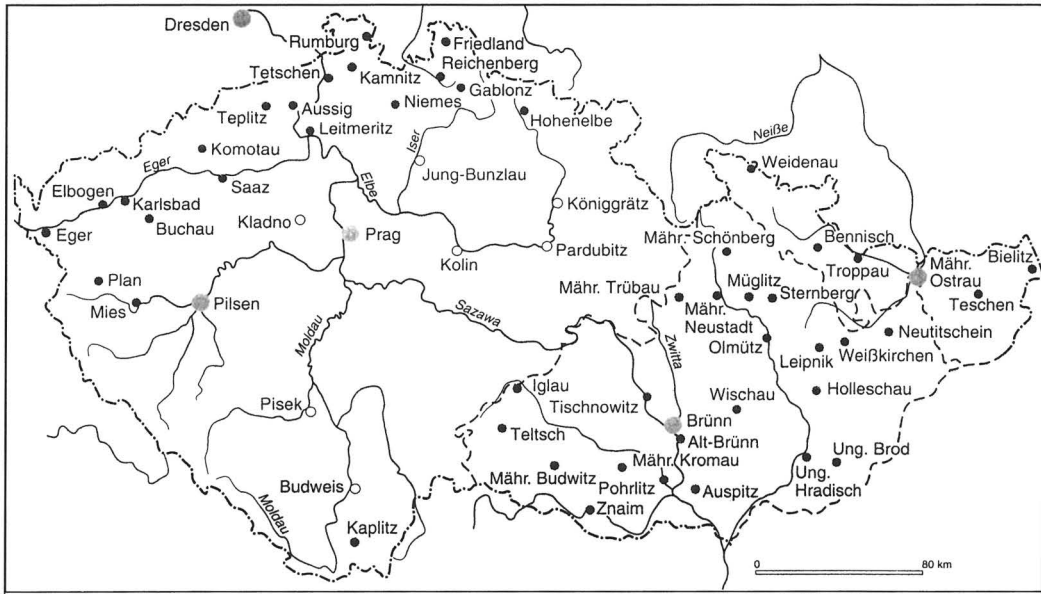 Dresden
Rumburg
Friedland
Reichenberg
Tetschen
Kamnitz
Gablonz
Niemes
Teplitz
Aussig
Hohenelbe
Leitmeritz
Neiße
Iser
Komotau
Eger
Weidenau
Jung-Bunzlau
Saaz
Elbe
Elbogen
Karlsbad
Königgrätz
Buchau
Kladno
Eger
Prag
Mähr. Schönberg
Bennisch
Kolin
Pardubitz
Troppau
Mähr.
Ostrau
Bielitz
Plan
Müglitz
Teschen
Mies
Pilsen
Mähr. Trübau
Mähr.
Neustadt
Sternberg
Sazawa
Moldau
Zwitta
Olmütz
Neutitschein
Leipnik
Weißkirchen
Iglau
Wischau
Holleschau
Pisek
Tischnowitz
Teltsch
Brünn
Alt-Brünn
Mähr. Kromau
Ung. Brod
Mähr. Budwitz
Pohrlitz
Auspitz
Ung.
Hradisch
Budweis
Moldau
Znaim
Kaplitz
0
80 km